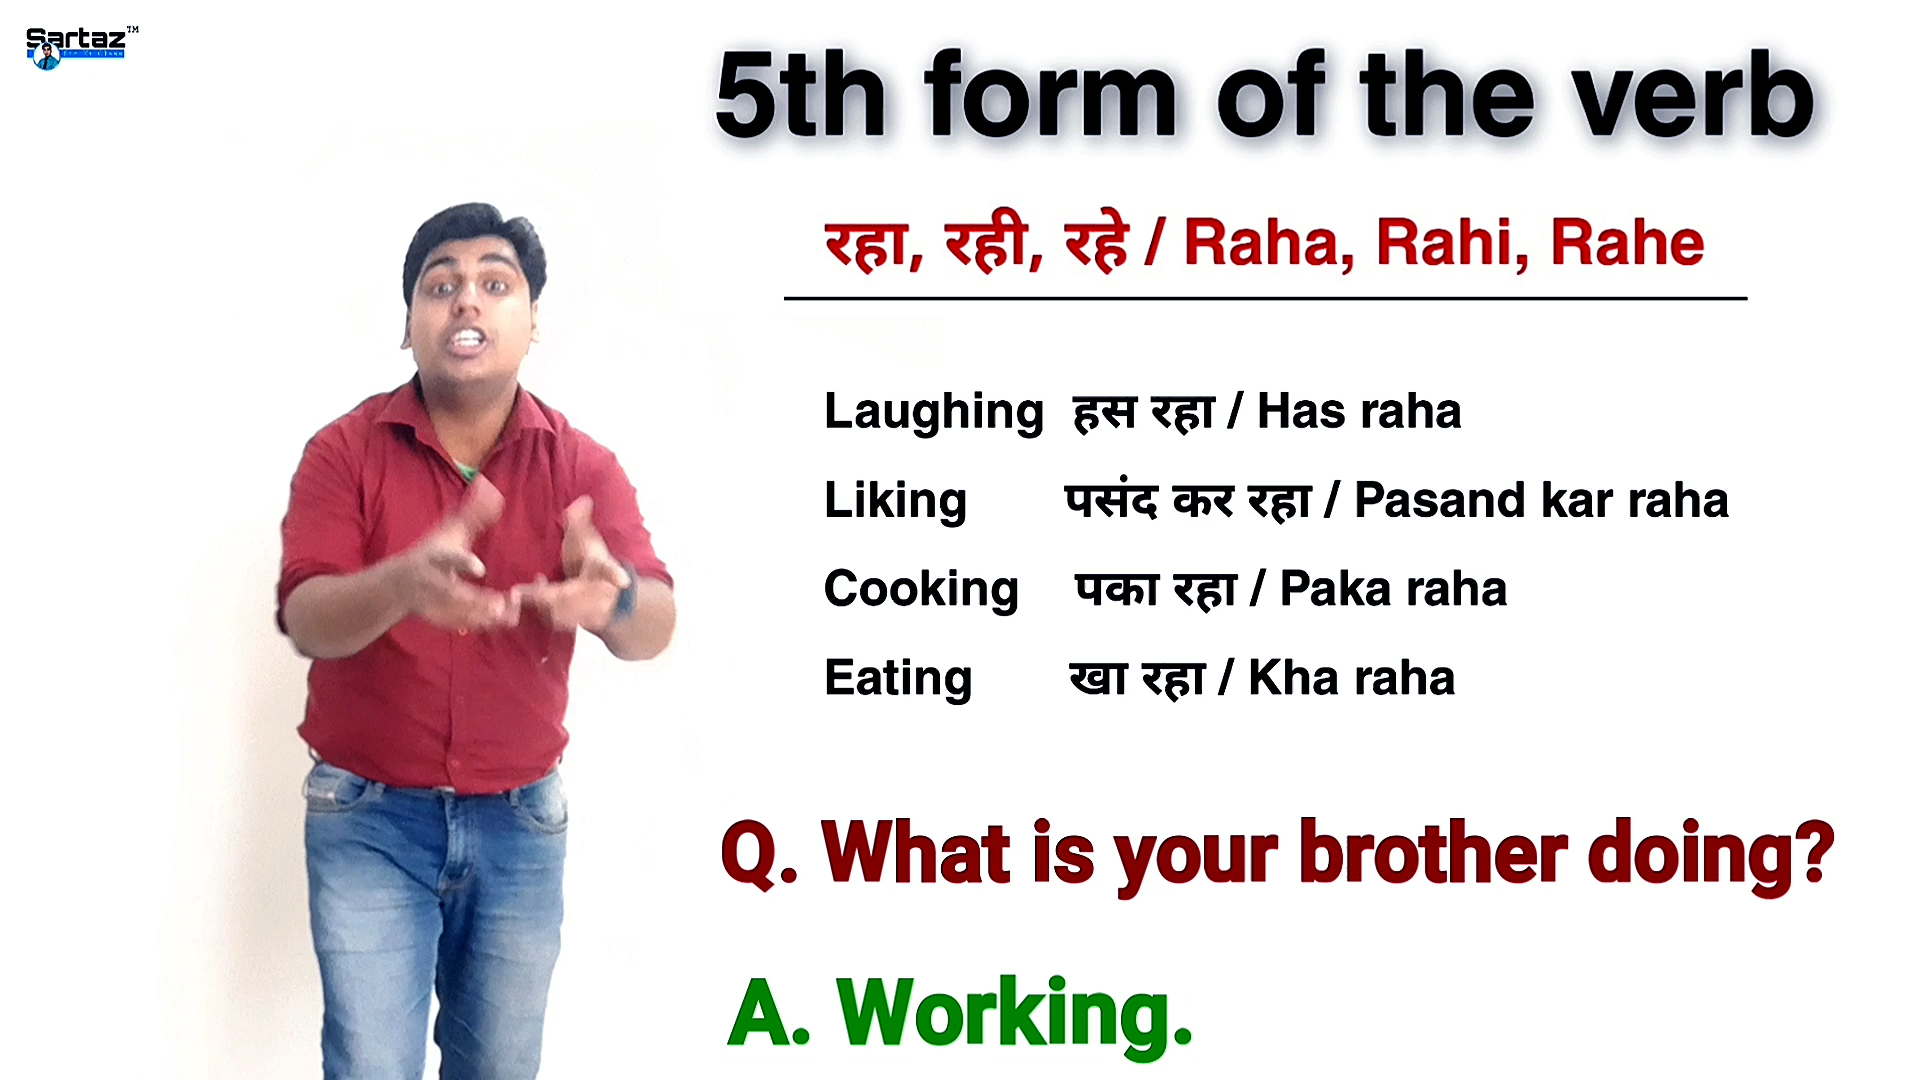 Sartaz™
5th form of the verb
रहा, रही, रहे / Raha, Rahi, Rahe
Laughing हस रहा / Has raha
Liking पसंद कर रहा / Pasand kar raha
Cooking पका रहा / Paka raha
Eating खा रहा / Kha raha
Q. What is your brother doing?
A. Working.